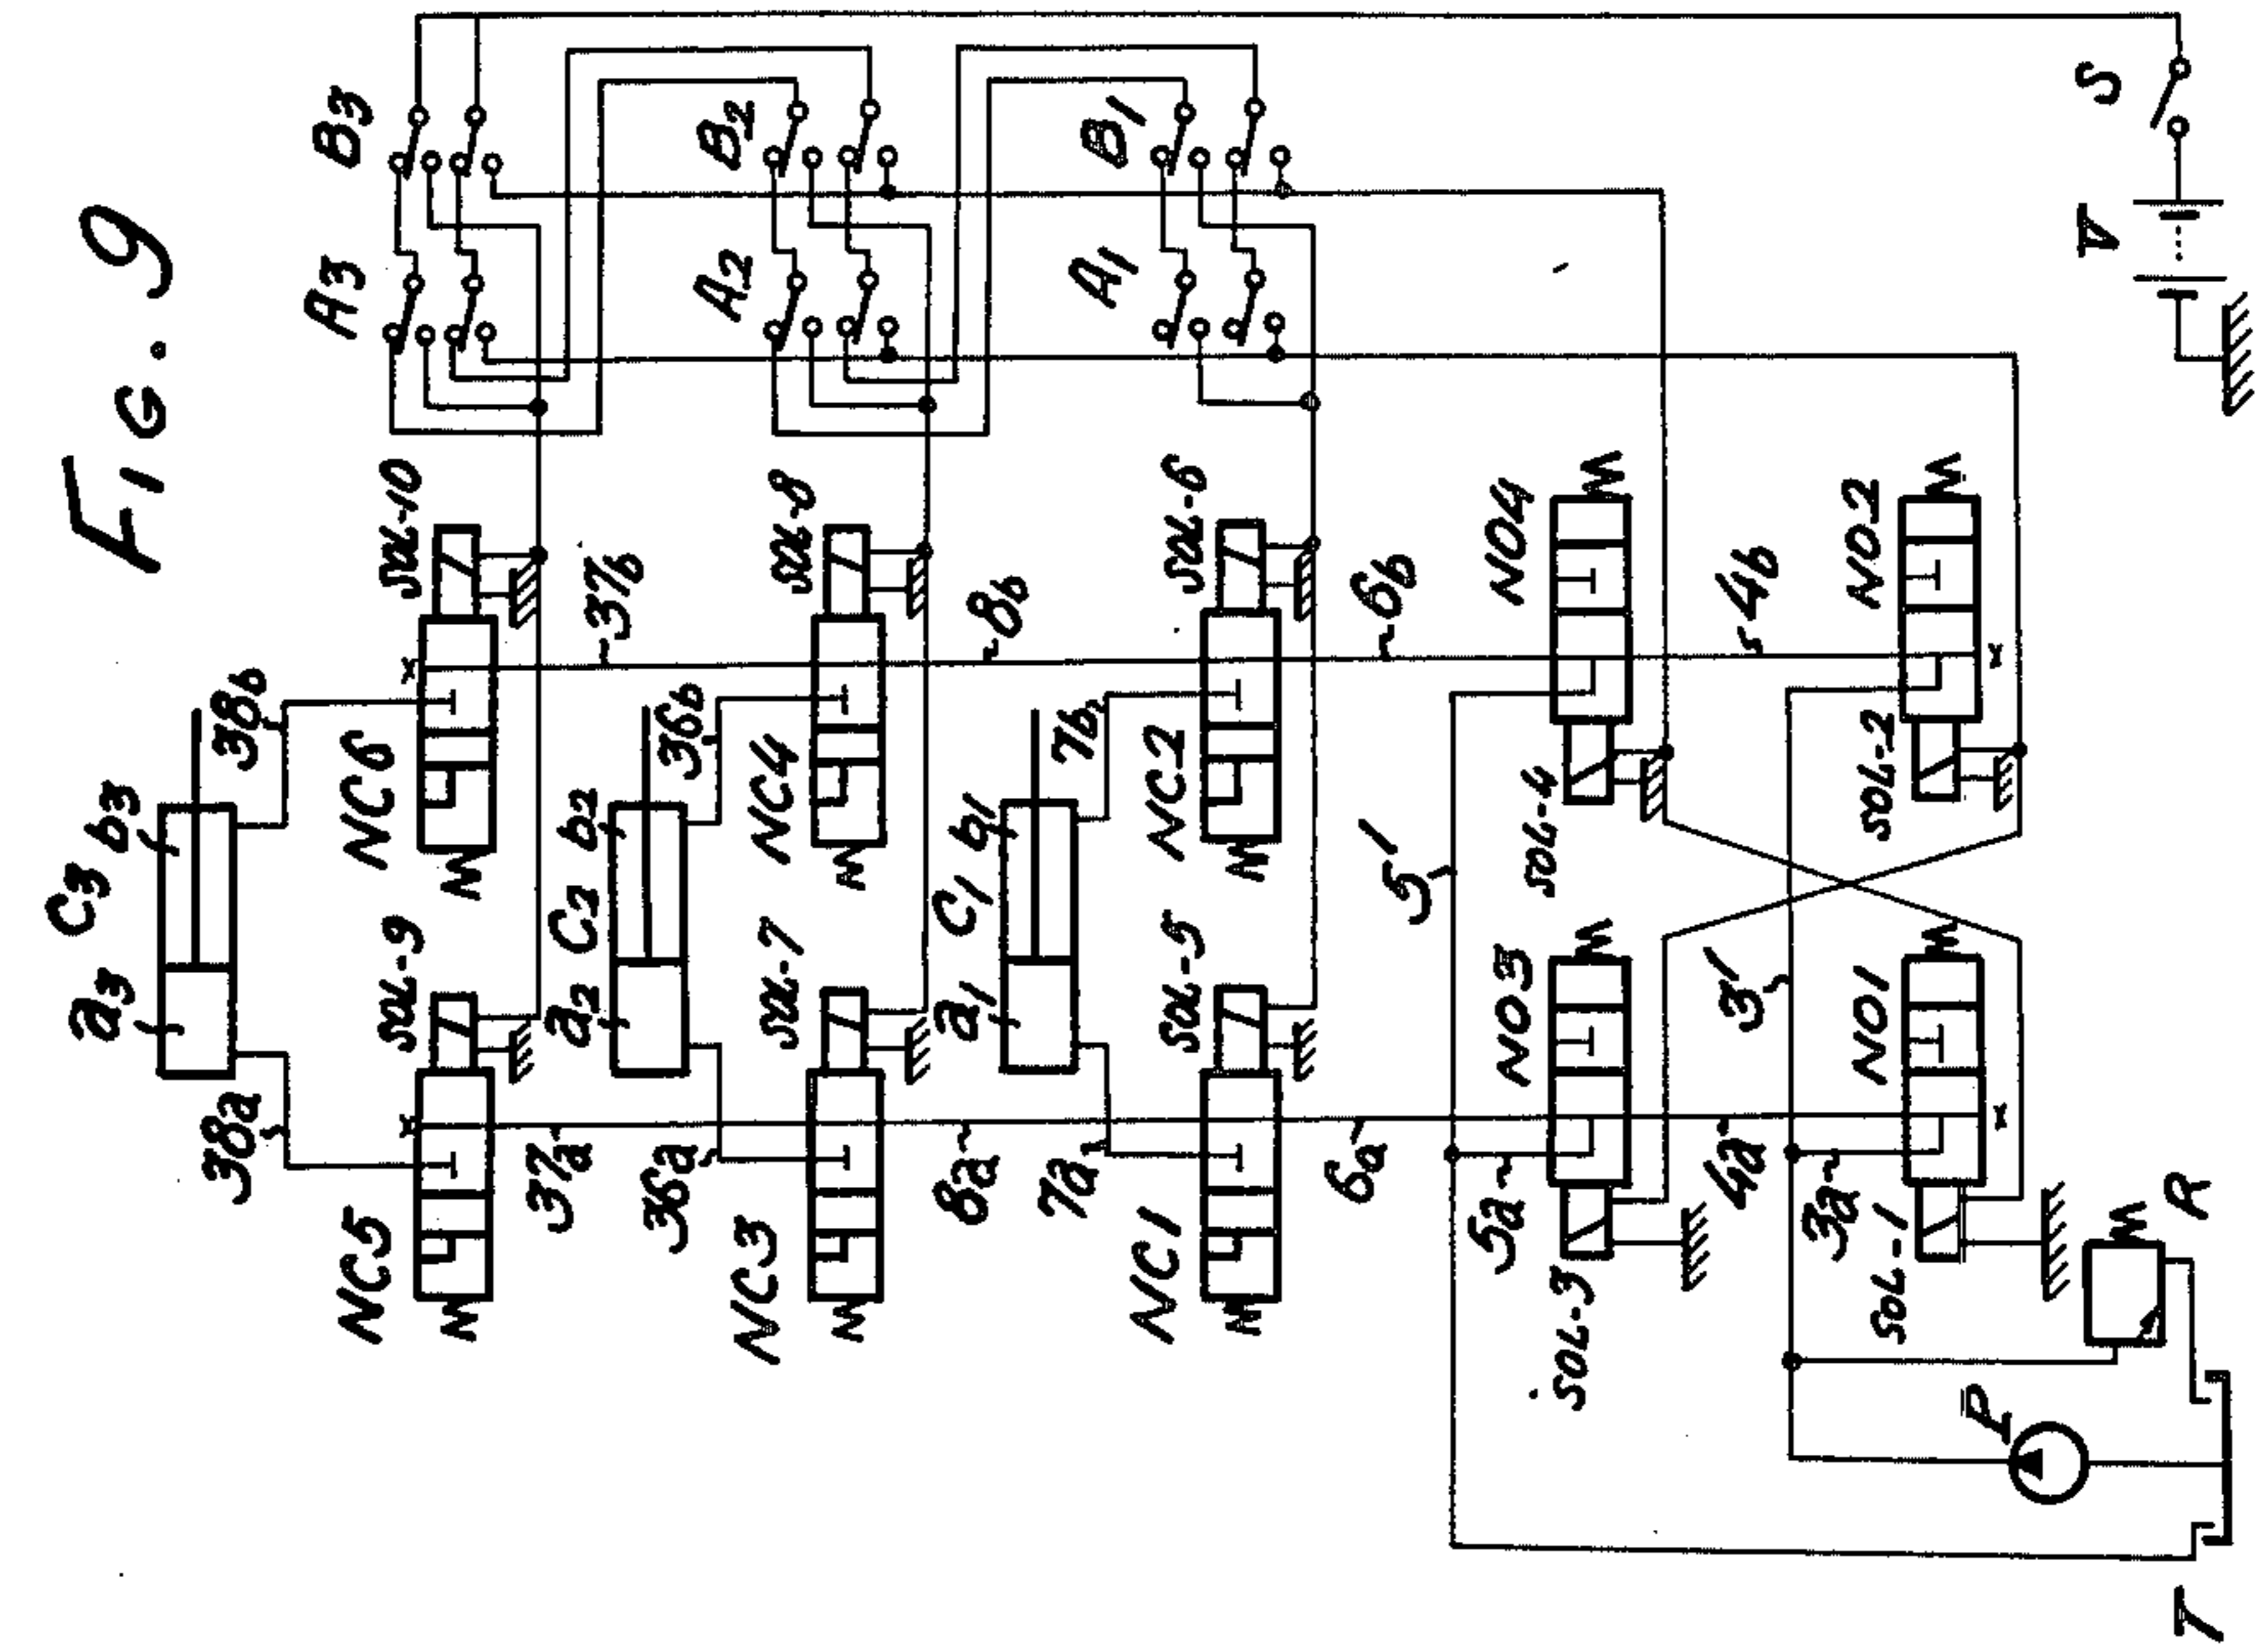 Fig. 9
a3 C3 b3
38a 38b
NC5 SOL-9 NC6 SOL-10 A3 B3
37a 37b
a2 C2 b2
36a 36b
NC3 SOL-7 NC4 SOL-8 A2 B2
8a 8b
a1 C1 b1
7a 7b
NC1 SOL-5 NC2 SOL-6 A1 B1
6a 6b
5'
5a
SOL-3 NO3 SOL-4 NO4
4a 4b
3'
3a
SOL-1 NO1 SOL-2 NO2
P R S
T